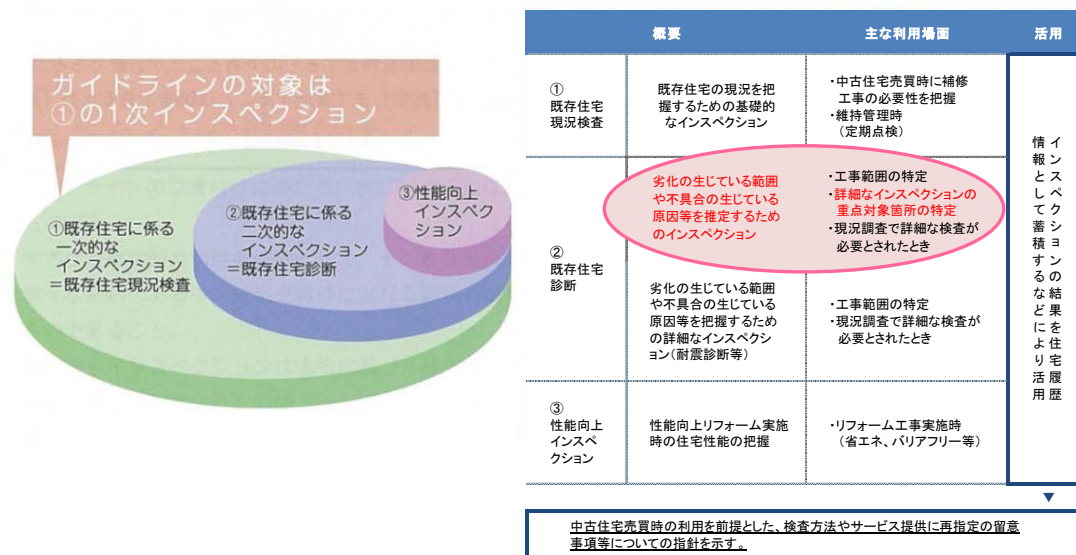 ガイドラインの対象は
①の1次インスペクション
①既存住宅に係る
一次的な
インスペクション
＝既存住宅現況検査
②既存住宅に係る
二次的な
インスペクション
＝既存住宅診断
③性能向上
インスペク
ション
概要
主な利用場面
活用
①
既存住宅
現況検査
既存住宅の現況を把
握するための基礎的
なインスペクション
・中古住宅売買時に補修
工事の必要性を把握
・維持管理時
（定期点検）
②
既存住宅
診断
劣化の生じている範囲
や不具合の生じている
原因等を推定するため
のインスペクション
・工事範囲の特定
・詳細なインスペクションの
重点対象箇所の特定
・現況調査で詳細な検査が
必要とされたとき
劣化の生じている範囲
や不具合の生じている
原因等を把握するため
の詳細なインスペクシ
ョン（耐震診断等）
・工事範囲の特定
・現況調査で詳細な検査が
必要とされたとき
③
性能向上
インスペ
クション
性能向上リフォーム実施
時の住宅性能の把握
・リフォーム工事実施時
（省エネ、バリアフリー等）
インスペクションの結果を住宅履歴
情報として蓄積するなどにより活用
▼
中古住宅売買時の利用を前提とした、検査方法やサービス提供に再指定の留意
事項等についての指針を示す。